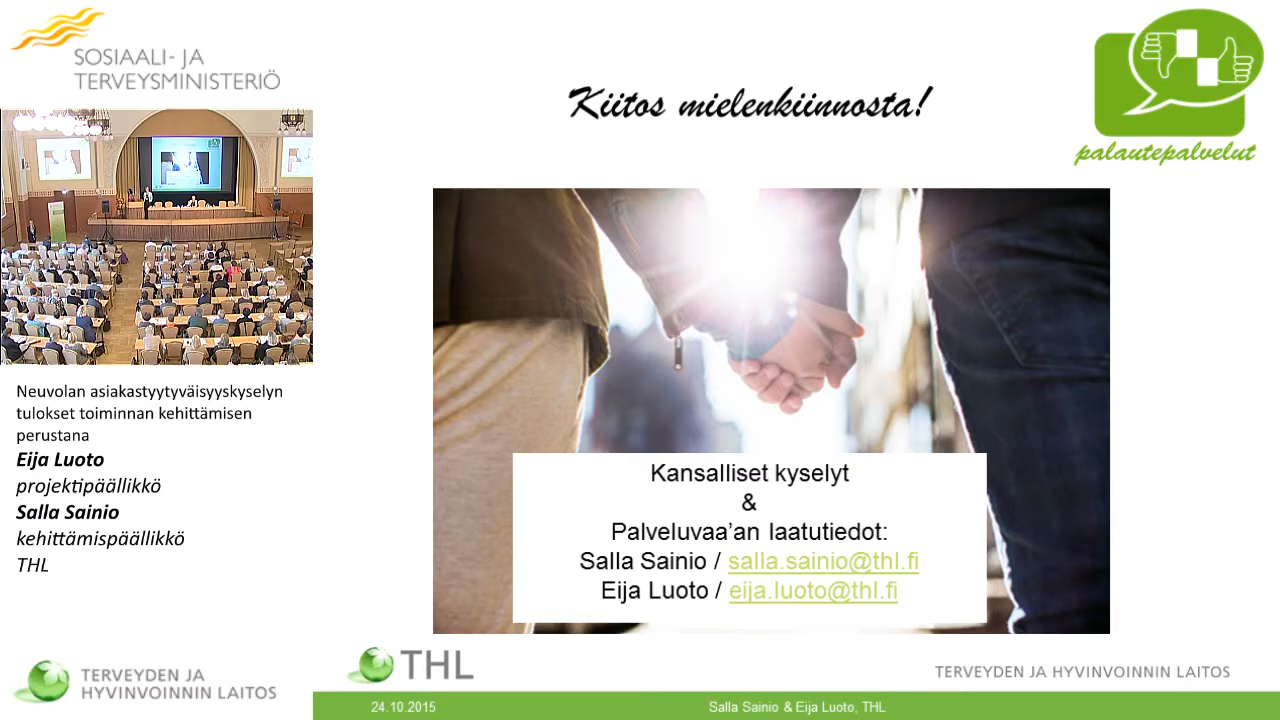 SOSIAALI- JA
TERVEYSMINISTERIÖ
Neuvolan asiakastyytyväisyyskyselyn
tulokset toiminnan kehittämisen
perustana
Eija Luoto
projektipäällikkö
Salla Sainio
kehittämispäällikkö
THL
TERVEYDEN JA
HYVINVOINNIN LAITOS
Kiitos mielenkiinnosta!
palautepalvelut
Kansalliset kyselyt
&
Palveluvaa’an laatutiedot:
Salla Sainio / salla.sainio@thl.fi
Eija Luoto / eija.luoto@thl.fi
THL
TERVEYDEN JA HYVINVOINNIN LAITOS
24.10.2015
Salla Sainio & Eija Luoto, THL